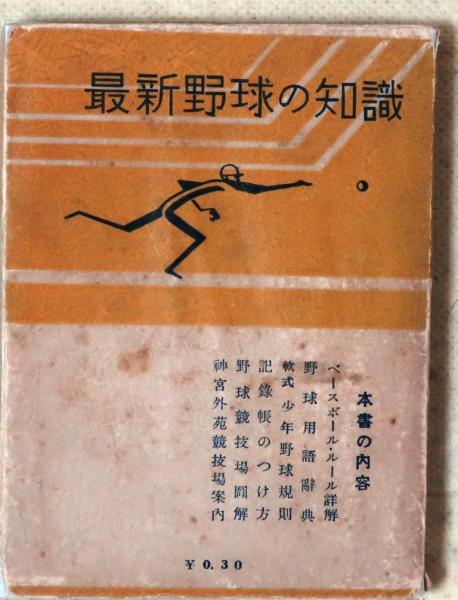 最新野球の知識
本書の内容
ベースボール・ルール詳解
野球用語辭典
軟式少年野球規則
記錄帳のつけ方
野球競技場圖解
神宮外苑競技場案內
￥0.30